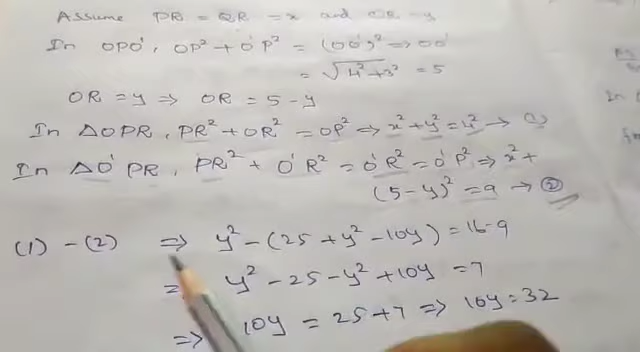 Assume PR = QR = x and OR = y
In OPO', OP² + O'P² = (OO')² ⇒ OO'
= √4²+3² = 5
OR = y ⇒ OR = 5 - y
In △OPR, PR² + OR² = OP² ⇒ x² + y² = 4² → ①
In △O'PR, PR² + O'R² = O'R² = O'P² ⇒ x² +
(5-y)² = 9 → ②
(1) - (2) ⇒ y² - (25 + y² - 10y) = 16-9
= y² - 25 - y² + 10y = 7
⇒ 10y = 25+7 ⇒ 10y = 32